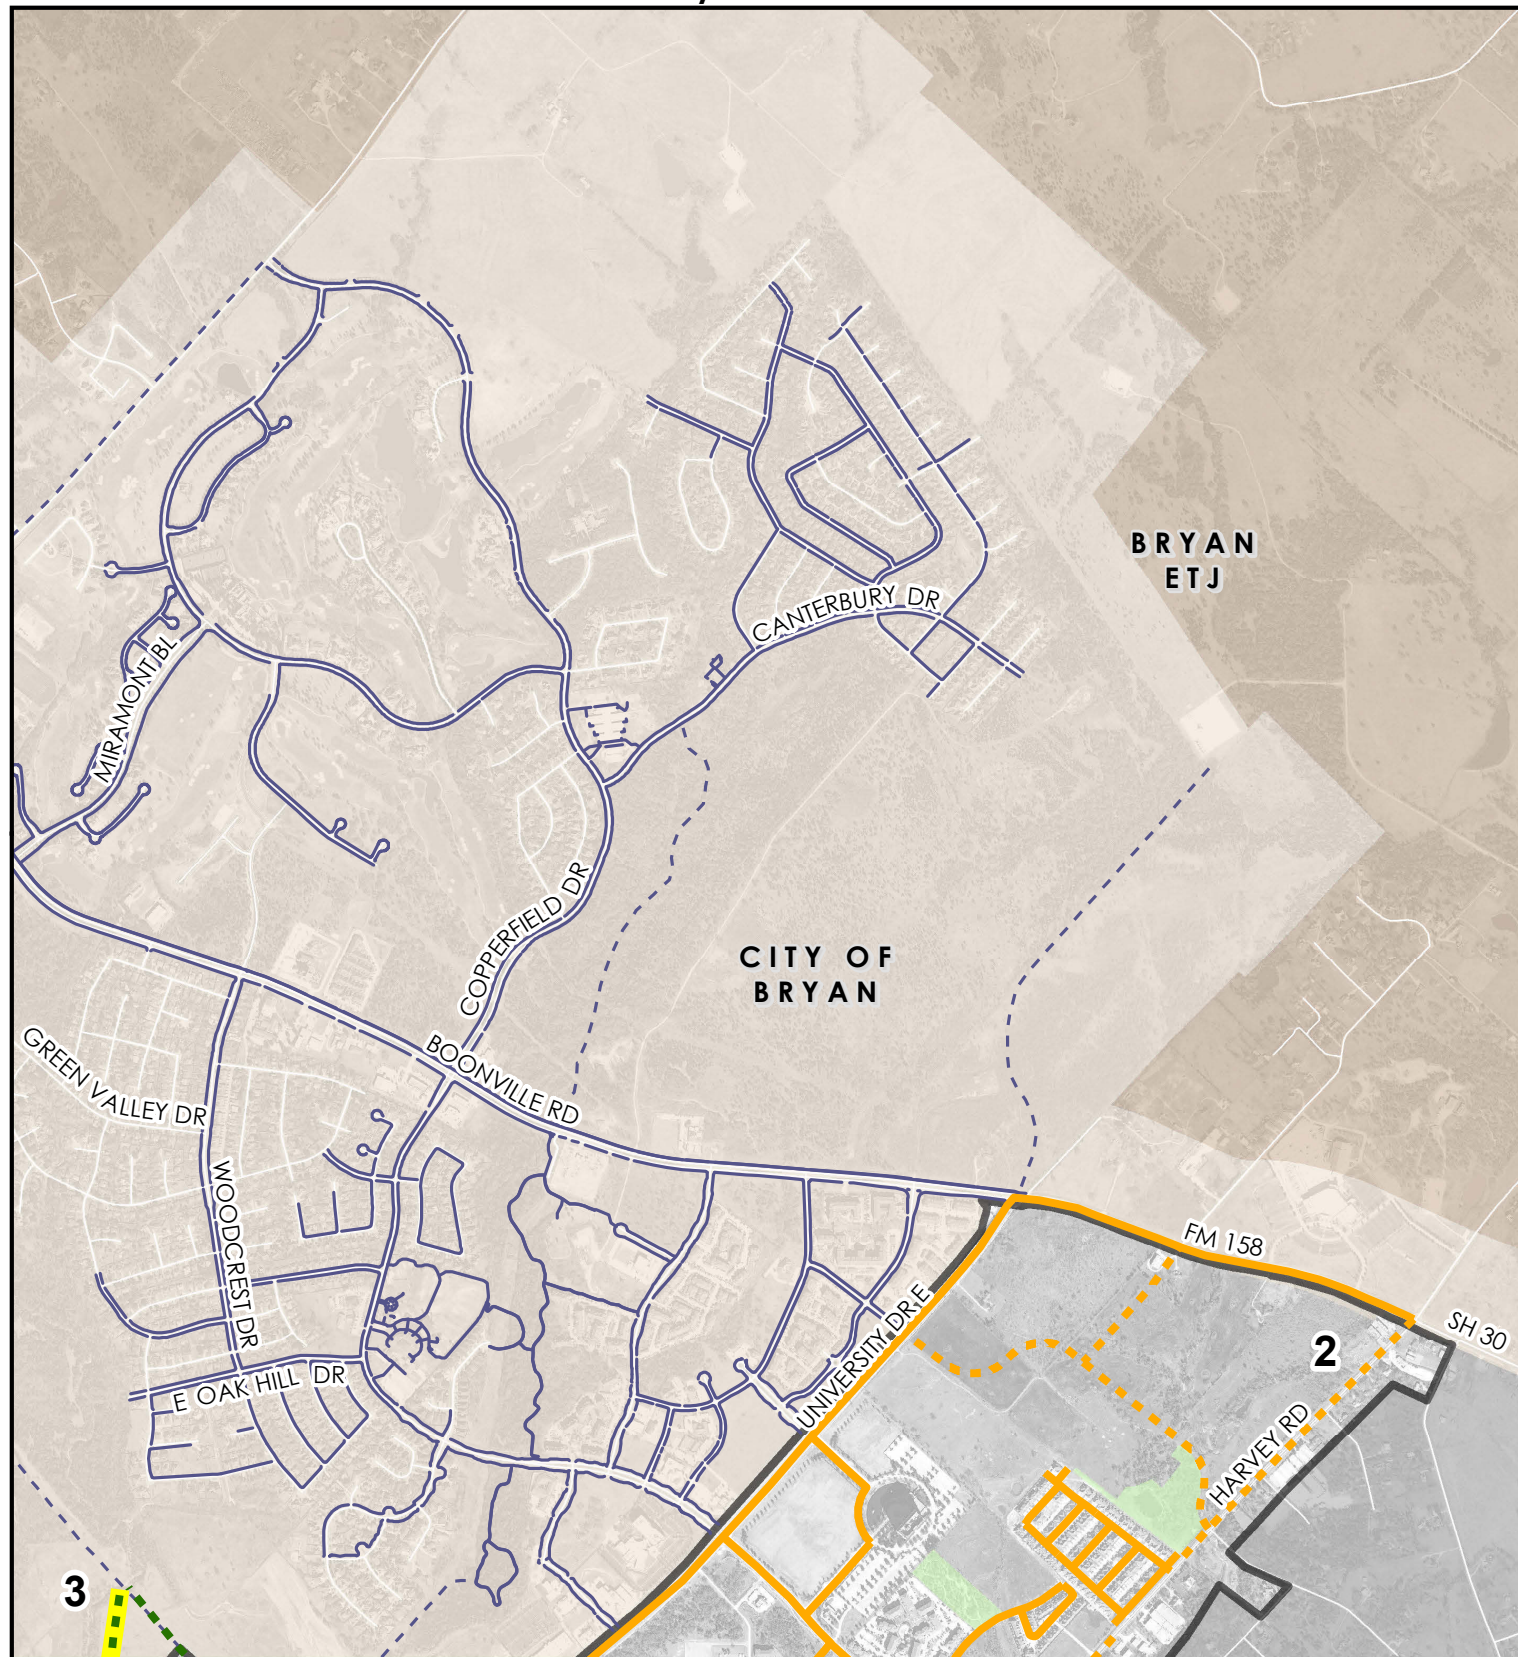 BRYAN
ETJ
CANTERBURY DR
MIRAMONT BL
COPPERFIELD DR
CITY OF
BRYAN
BOONVILLE RD
GREEN VALLEY DR
WOODCREST DR
FM 158
SH 30
UNIVERSITY DR E
2
E OAK HILL DR
HARVEY RD
3